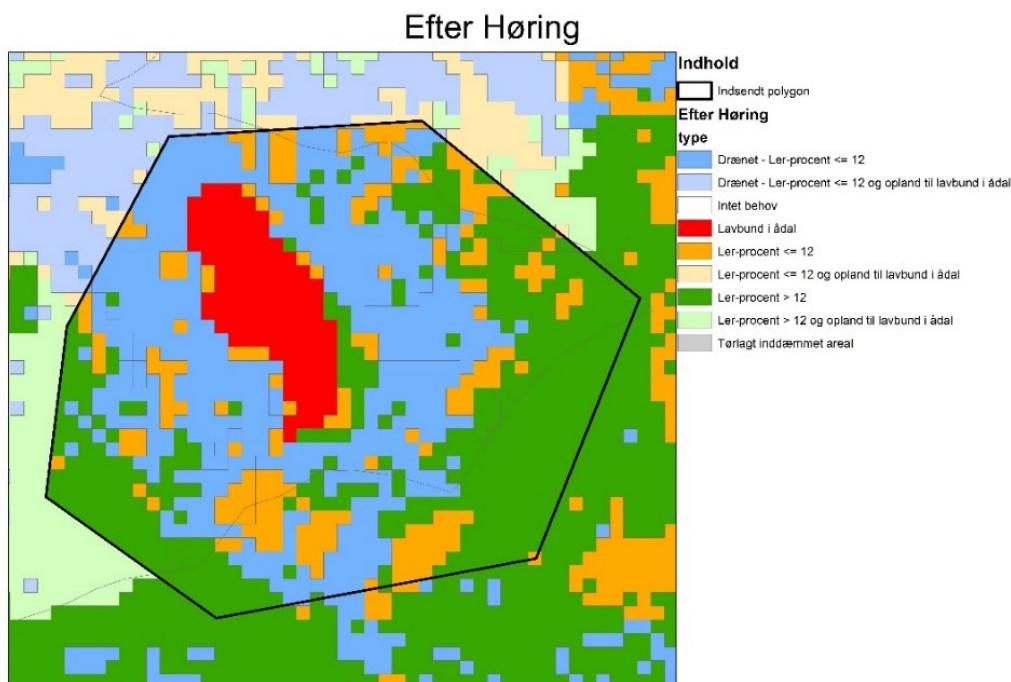 Efter Høring
Indhold
Indsendt polygon
Efter Høring
type
Drænet - Ler-procent <= 12
Drænet - Ler-procent <= 12 og opland til lavbund i ådal
Intet behov
Lavbund i ådal
Ler-procent <= 12
Ler-procent <= 12 og opland til lavbund i ådal
Ler-procent > 12
Ler-procent > 12 og opland til lavbund i ådal
Tørlagt inddæmmet areal